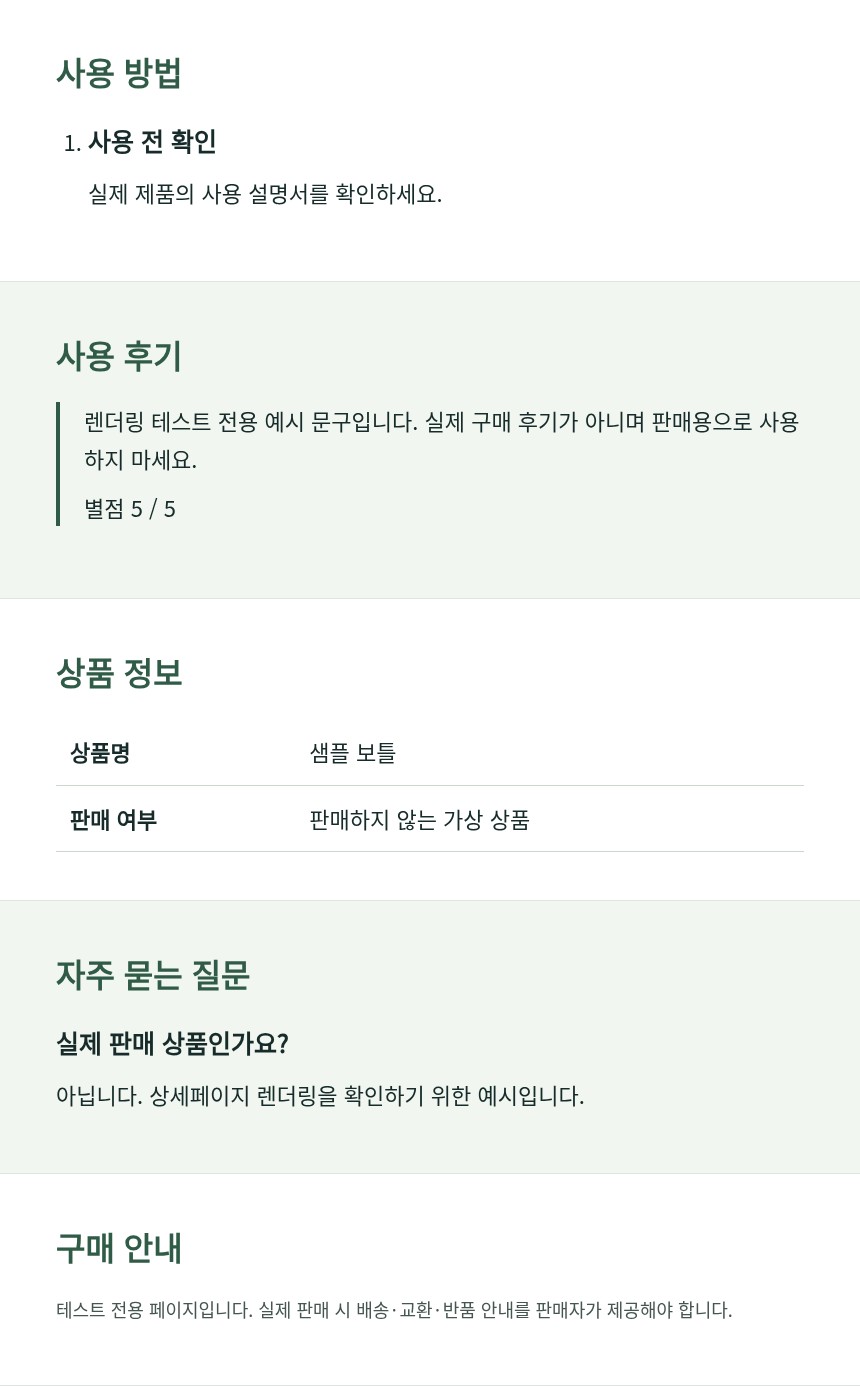 사용 방법
1. 사용 전 확인
실제 제품의 사용 설명서를 확인하세요.
사용 후기
렌더링 테스트 전용 예시 문구입니다. 실제 구매 후기가 아니며 판매용으로 사용
하지 마세요.
별점 5 / 5
상품 정보
상품명 샘플 보틀
판매 여부 판매하지 않는 가상 상품
자주 묻는 질문
실제 판매 상품인가요?
아닙니다. 상세페이지 렌더링을 확인하기 위한 예시입니다.
구매 안내
테스트 전용 페이지입니다. 실제 판매 시 배송·교환·반품 안내를 판매자가 제공해야 합니다.